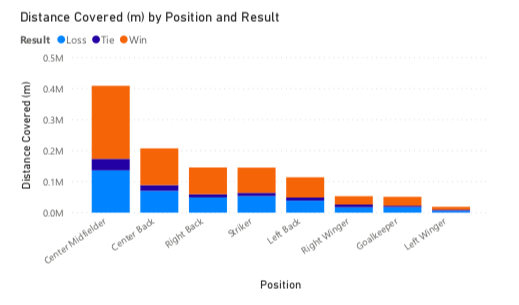 Distance Covered (m) by Position and Result
Result Loss Tie Win
Distance Covered (m)
0.5M
0.4M
0.3M
0.2M
0.1M
0.0M
Center Midfielder
Center Back
Right Back
Striker
Left Back
Right Winger
Goalkeeper
Left Winger
Position